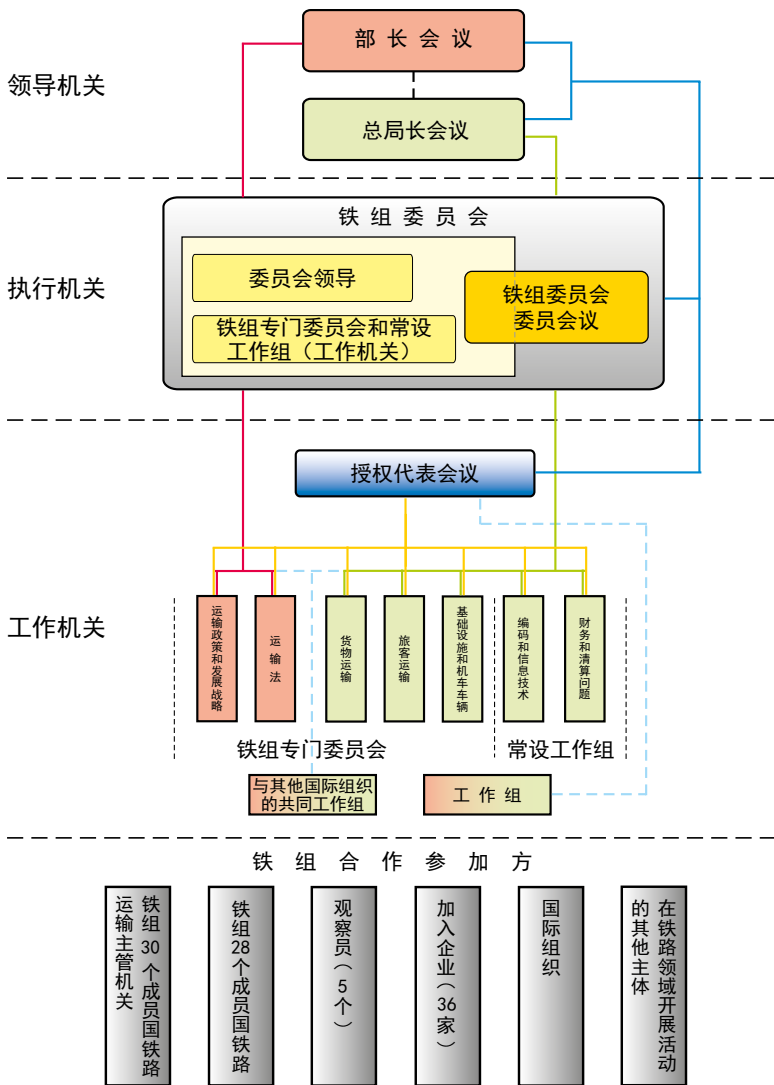 部长会议
领导机关
总局长会议
铁组委员会
委员会领导
执行机关
铁组委员会
委员会议
铁组专门委员会和常设
工作组（工作机关）
授权代表会议
工作机关
运输政策和发展战略
运输法
货物运输
旅客运输
基础设施和机车车辆
编码和信息技术
财务和清算问题
铁组专门委员会
常设工作组
与其他国际组织
的共同工作组
工作组
铁组合作参加方
铁组30个成员国铁路
运输主管机关
铁组28个成员国铁路
观察员（5个）
加入企业（36家）
国际组织
在铁路领域开展活动
的其他主体